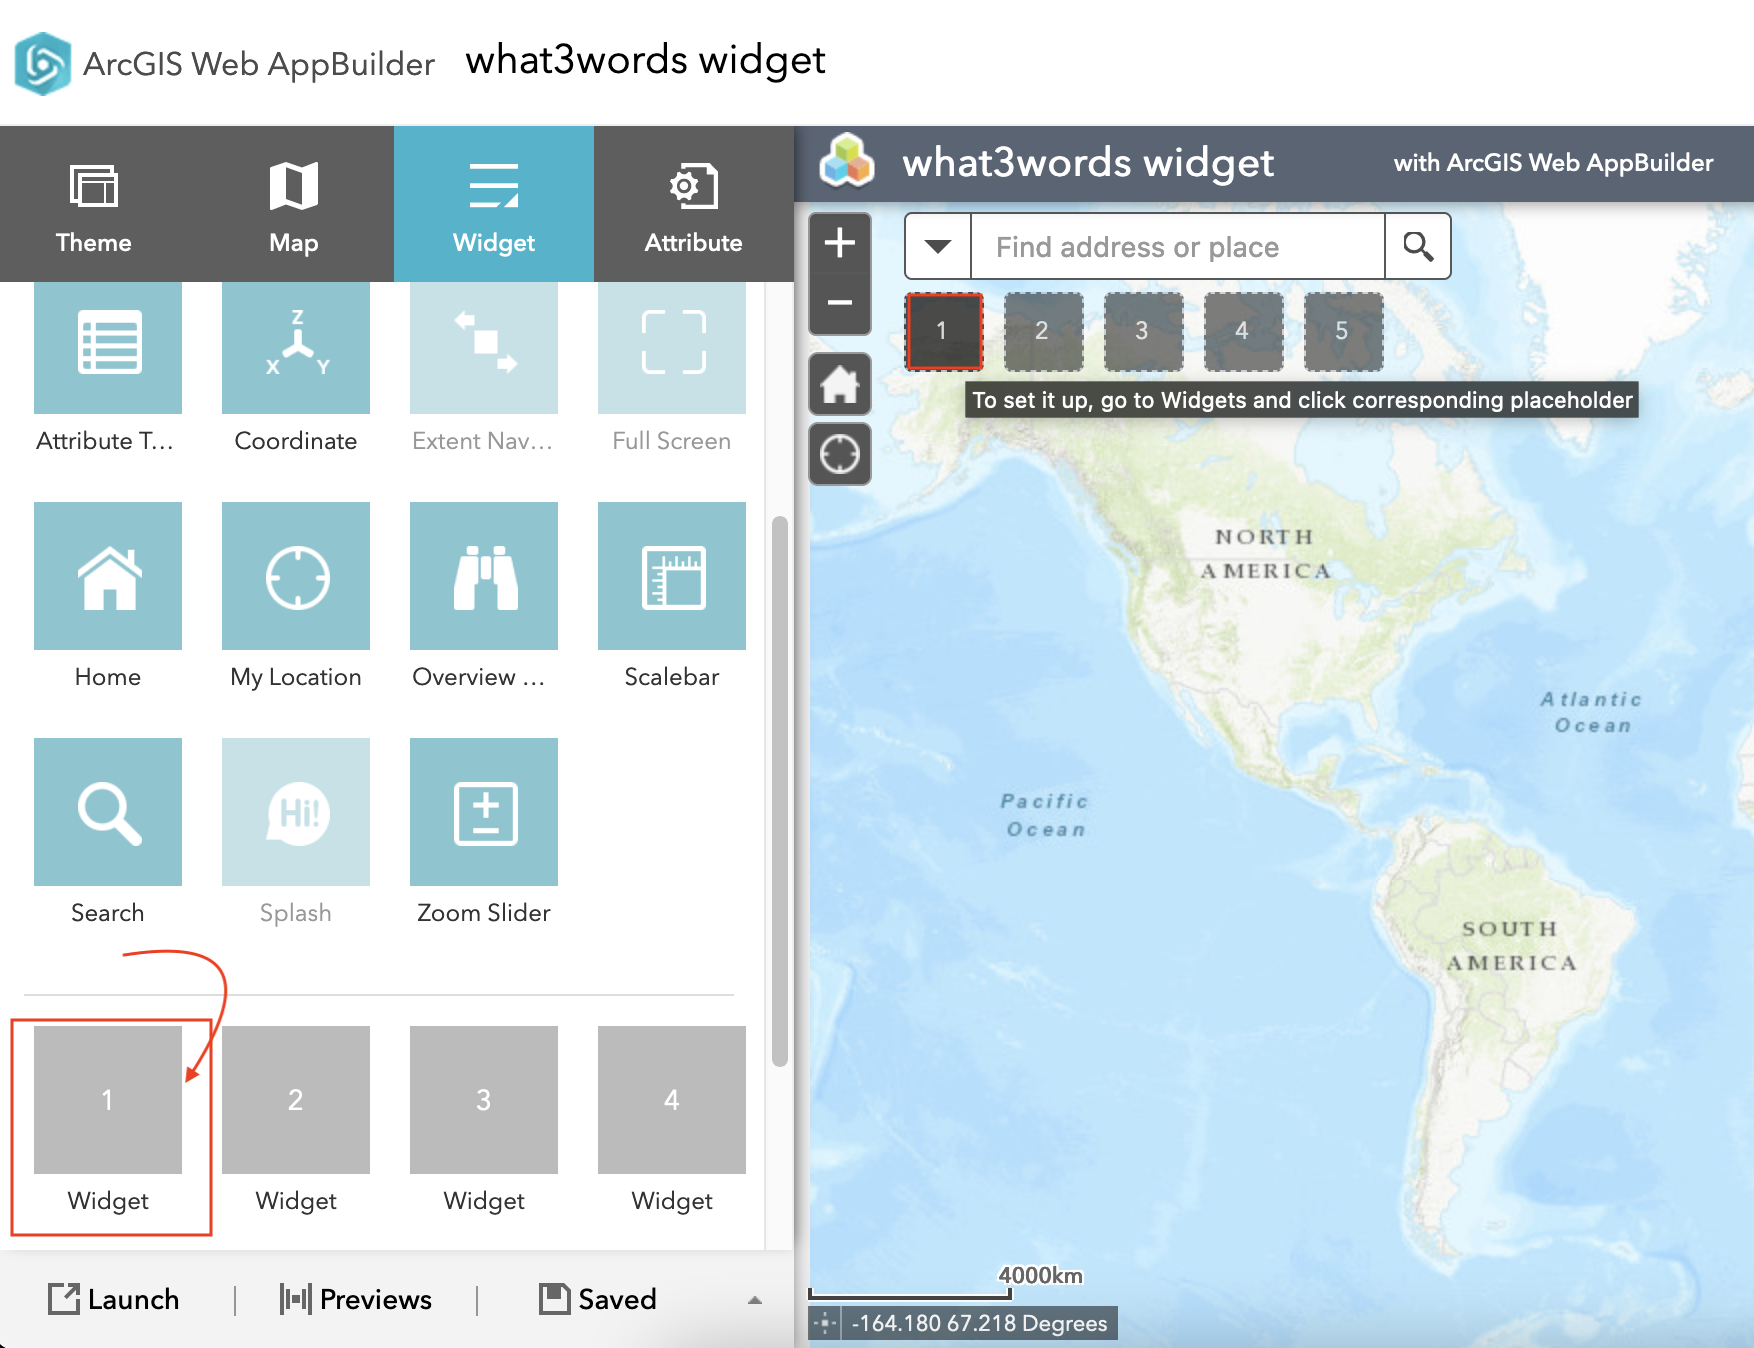 ArcGIS Web AppBuilder what3words widget
Theme Map Widget Attribute
Z
X Y
Attribute T... Coordinate Extent Nav... Full Screen
Home My Location Overview ... Scalebar
Hi!
Search Splash Zoom Slider
1 2 3 4
Widget Widget Widget Widget
Launch Previews Saved
what3words widget with ArcGIS Web AppBuilder
Find address or place
1 2 3 4 5
To set it up, go to Widgets and click corresponding placeholder
NORTH
AMERICA
Atlantic
Ocean
Pacific
Ocean
SOUTH
AMERICA
4000km
-164.180 67.218 Degrees